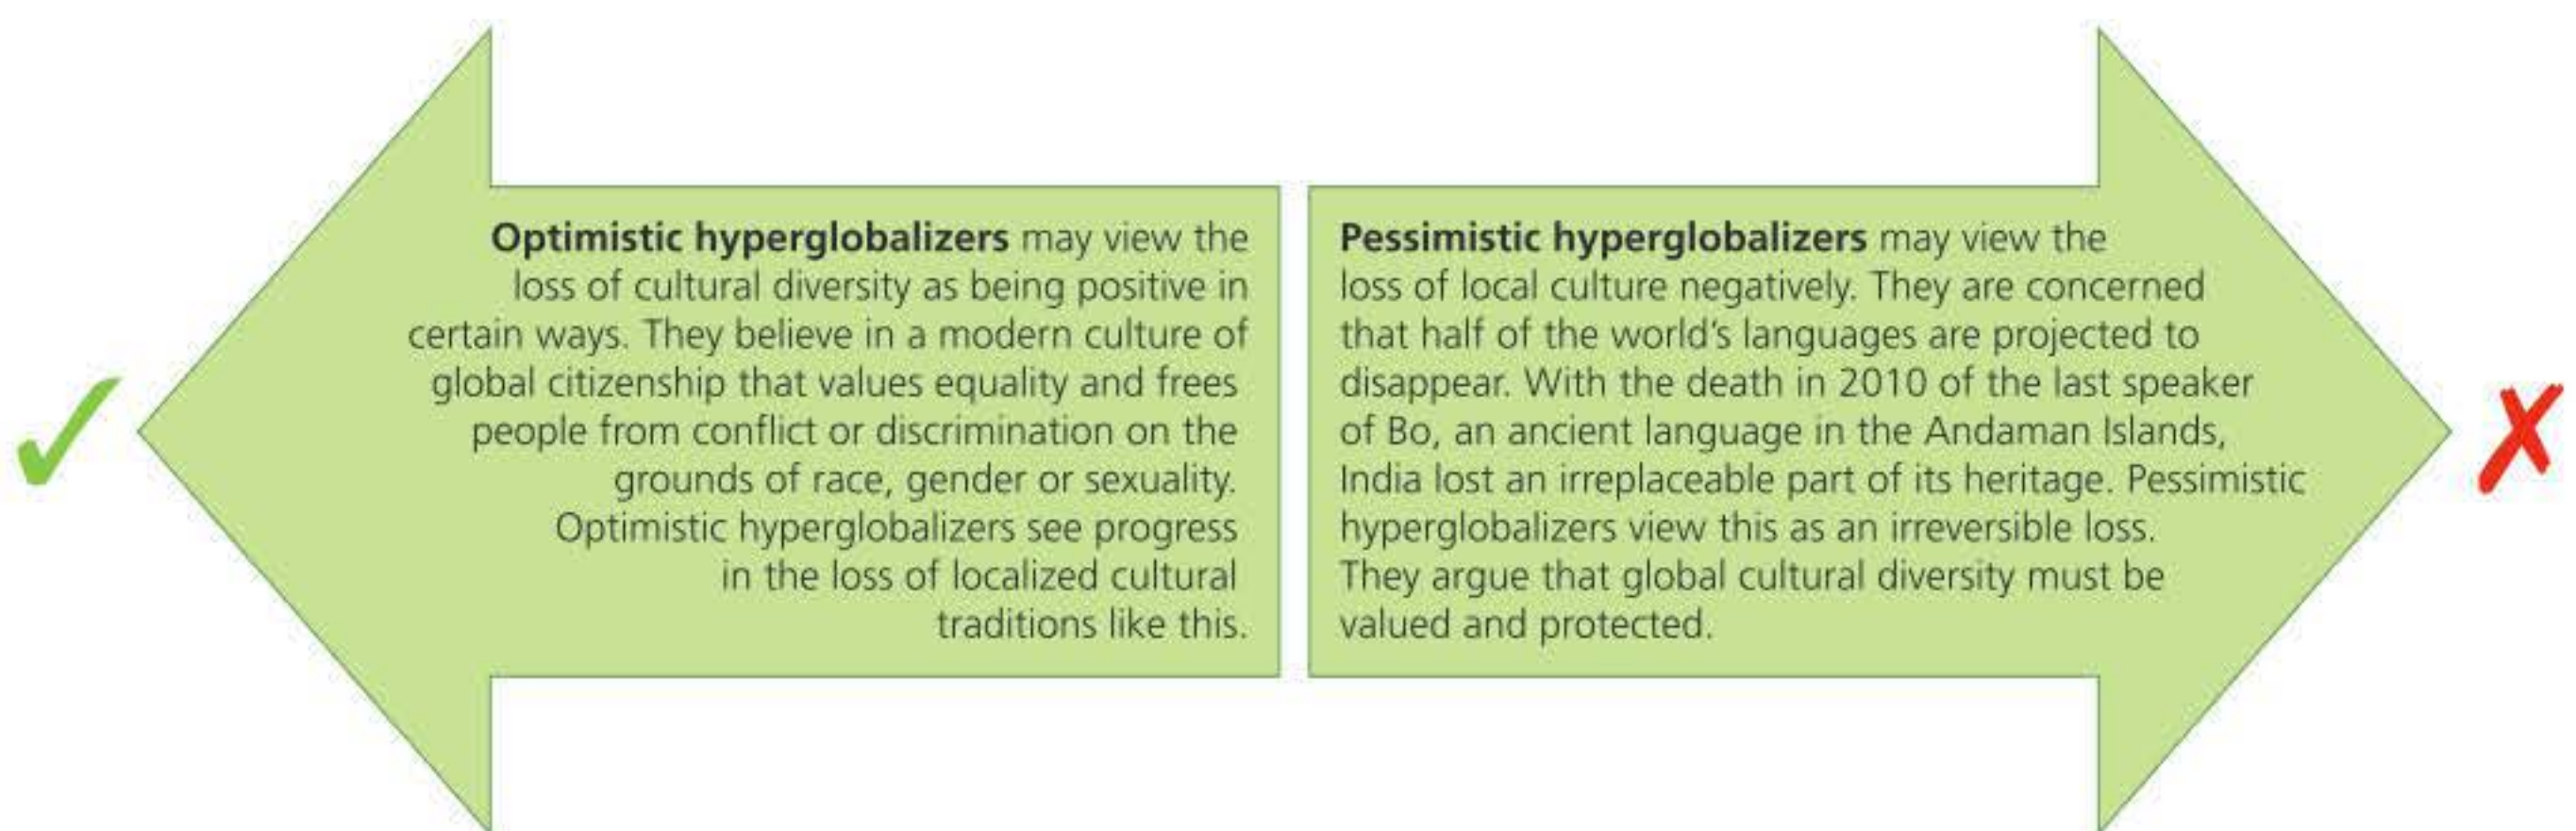 Optimistic hyperglobalizers may view the
loss of cultural diversity as being positive in
certain ways. They believe in a modern culture of
global citizenship that values equality and frees
people from conflict or discrimination on the
grounds of race, gender or sexuality.
Optimistic hyperglobalizers see progress
in the loss of localized cultural
traditions like this.
Pessimistic hyperglobalizers may view the
loss of local culture negatively. They are concerned
that half of the world's languages are projected to
disappear. With the death in 2010 of the last speaker
of Bo, an ancient language in the Andaman Islands,
India lost an irreplaceable part of its heritage. Pessimistic
hyperglobalizers view this as an irreversible loss.
They argue that global cultural diversity must be
valued and protected.